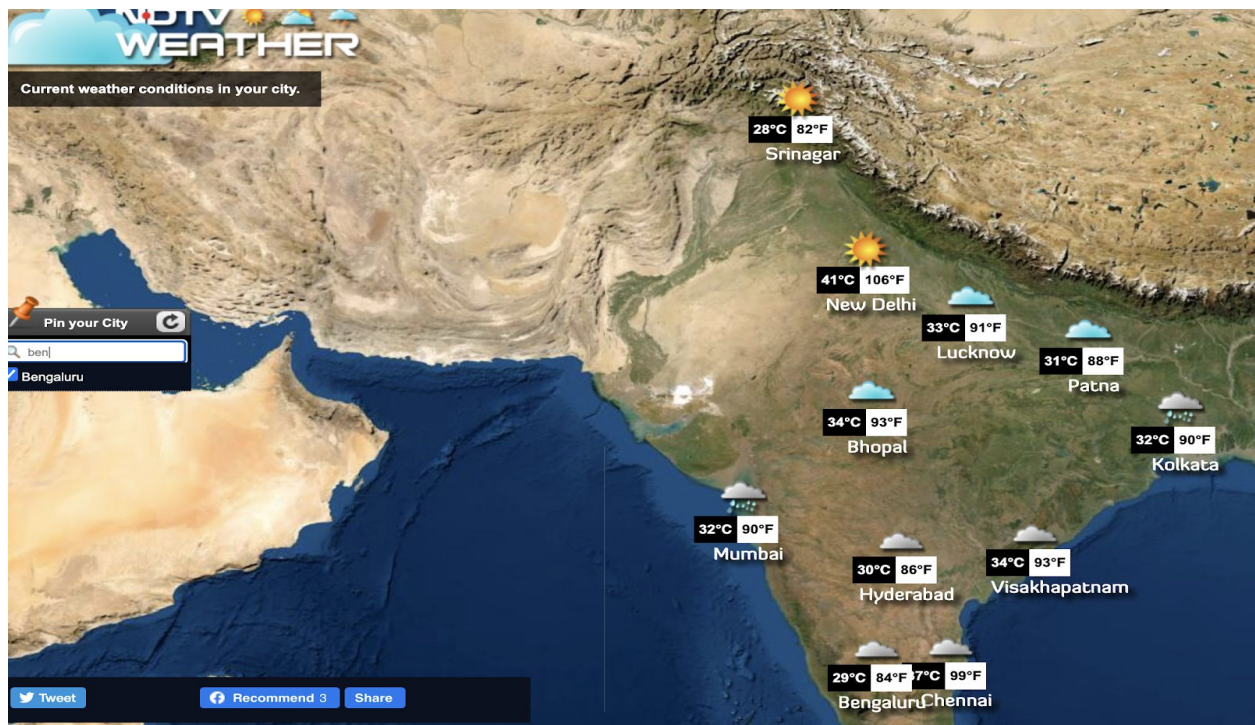 NDTV
WEATHER
Current weather conditions in your city.
28°C 82°F
Srinagar
41°C 106°F
New Delhi
33°C 91°F
Lucknow
Pin your City
ben
Bengaluru
31°C 88°F
Patna
34°C 93°F
Bhopal
32°C 90°F
Kolkata
32°C 90°F
Mumbai
30°C 86°F
Hyderabad
34°C 93°F
Visakhapatnam
29°C 84°F
Bengaluru
7°C 99°F
Chennai
Tweet
Recommend 3
Share